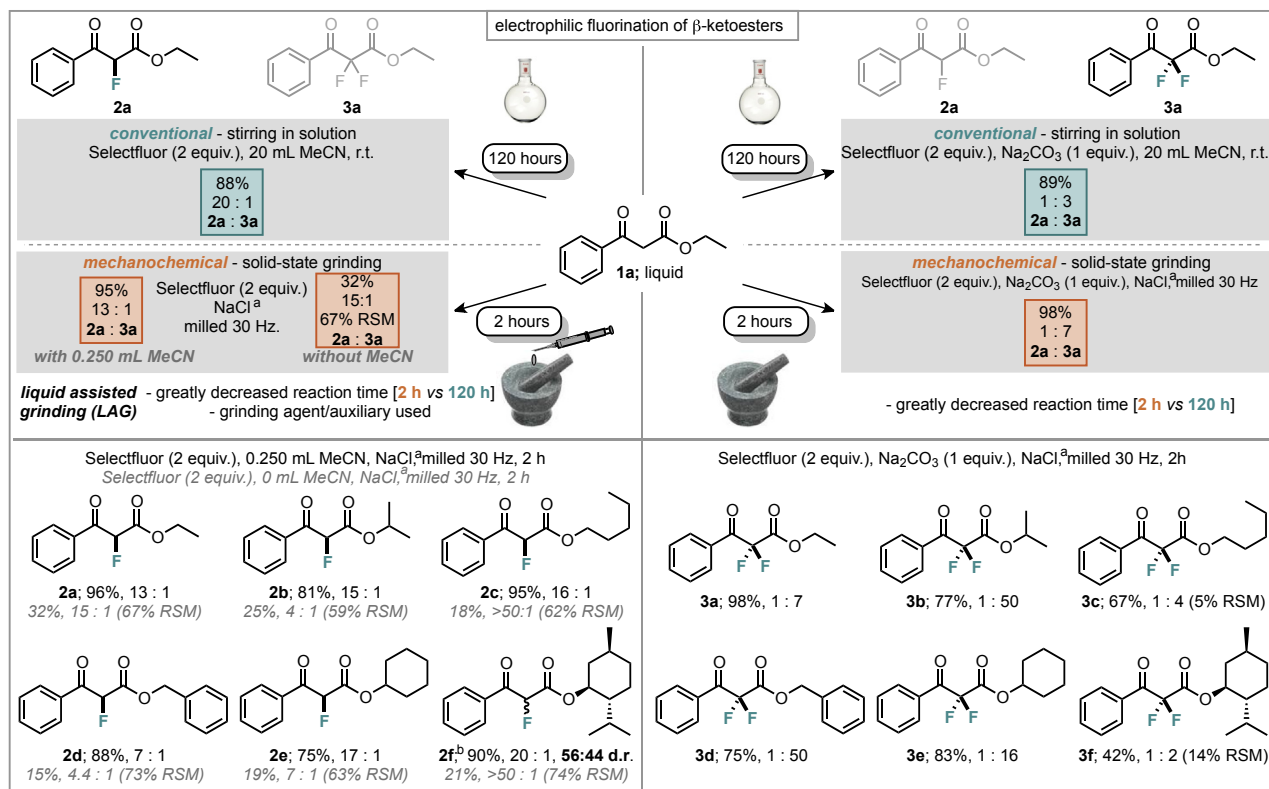 electrophilic fluorination of β-ketoesters
O O
O
F
2a
O O
O
F F
3a
conventional - stirring in solution
Selectfluor (2 equiv.), 20 mL MeCN, r.t.
88%
20 : 1
2a : 3a
120 hours
O O
O
F
2a
O O
O
F F
3a
conventional - stirring in solution
Selectfluor (2 equiv.), Na2CO3 (1 equiv.), 20 mL MeCN, r.t.
89%
1 : 3
2a : 3a
120 hours
O O
O
1a; liquid
mechanochemical - solid-state grinding
95%
13 : 1
2a : 3a
with 0.250 mL MeCN
Selectfluor (2 equiv.)
NaCl a
milled 30 Hz.
32%
15:1
67% RSM
2a : 3a
without MeCN
2 hours
liquid assisted
grinding (LAG)
- greatly decreased reaction time [2 h vs 120 h]
- grinding agent/auxiliary used
mechanochemical - solid-state grinding
Selectfluor (2 equiv.), Na2CO3 (1 equiv.), NaCl,a milled 30 Hz
98%
1 : 7
2a : 3a
2 hours
- greatly decreased reaction time [2 h vs 120 h]
Selectfluor (2 equiv.), 0.250 mL MeCN, NaCl,a milled 30 Hz, 2 h
Selectfluor (2 equiv.), 0 mL MeCN, NaCl,a milled 30 Hz, 2 h
O O
O
F
2a; 96%, 13 : 1
32%, 15 : 1 (67% RSM)
O O
O
F
2b; 81%, 15 : 1
25%, 4 : 1 (59% RSM)
O O
O
F
2c; 95%, 16 : 1
18%, >50:1 (62% RSM)
O O
O
F
2d; 88%, 7 : 1
15%, 4.4 : 1 (73% RSM)
O O
O
F
2e; 75%, 17 : 1
19%, 7 : 1 (63% RSM)
O O
O
F
2f;b 90%, 20 : 1, 56:44 d.r.
21%, >50 : 1 (74% RSM)
Selectfluor (2 equiv.), Na2CO3 (1 equiv.), NaCl,a milled 30 Hz, 2h
O O
O
F F
3a; 98%, 1 : 7
O O
O
F F
3b; 77%, 1 : 50
O O
O
F F
3c; 67%, 1 : 4 (5% RSM)
O O
O
F F
3d; 75%, 1 : 50
O O
O
F F
3e; 83%, 1 : 16
O O
O
F F
3f; 42%, 1 : 2 (14% RSM)